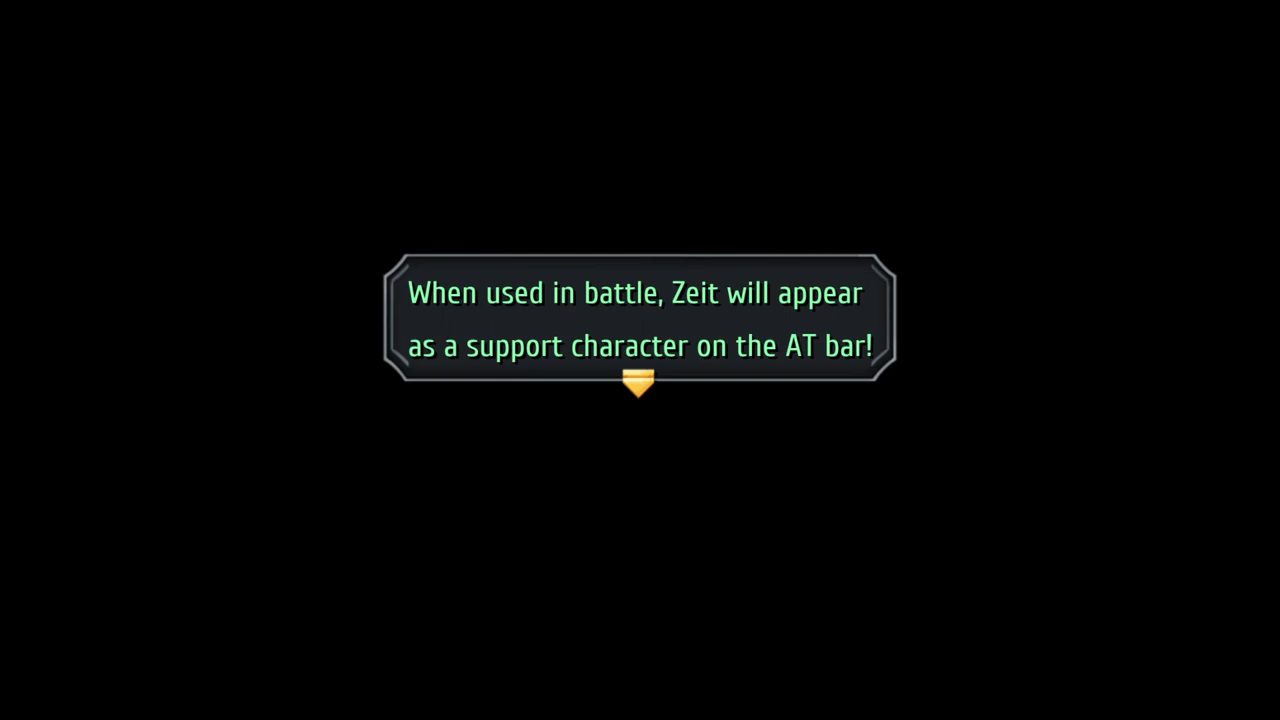 When used in battle, Zeit will appear
as a support character on the AT bar!